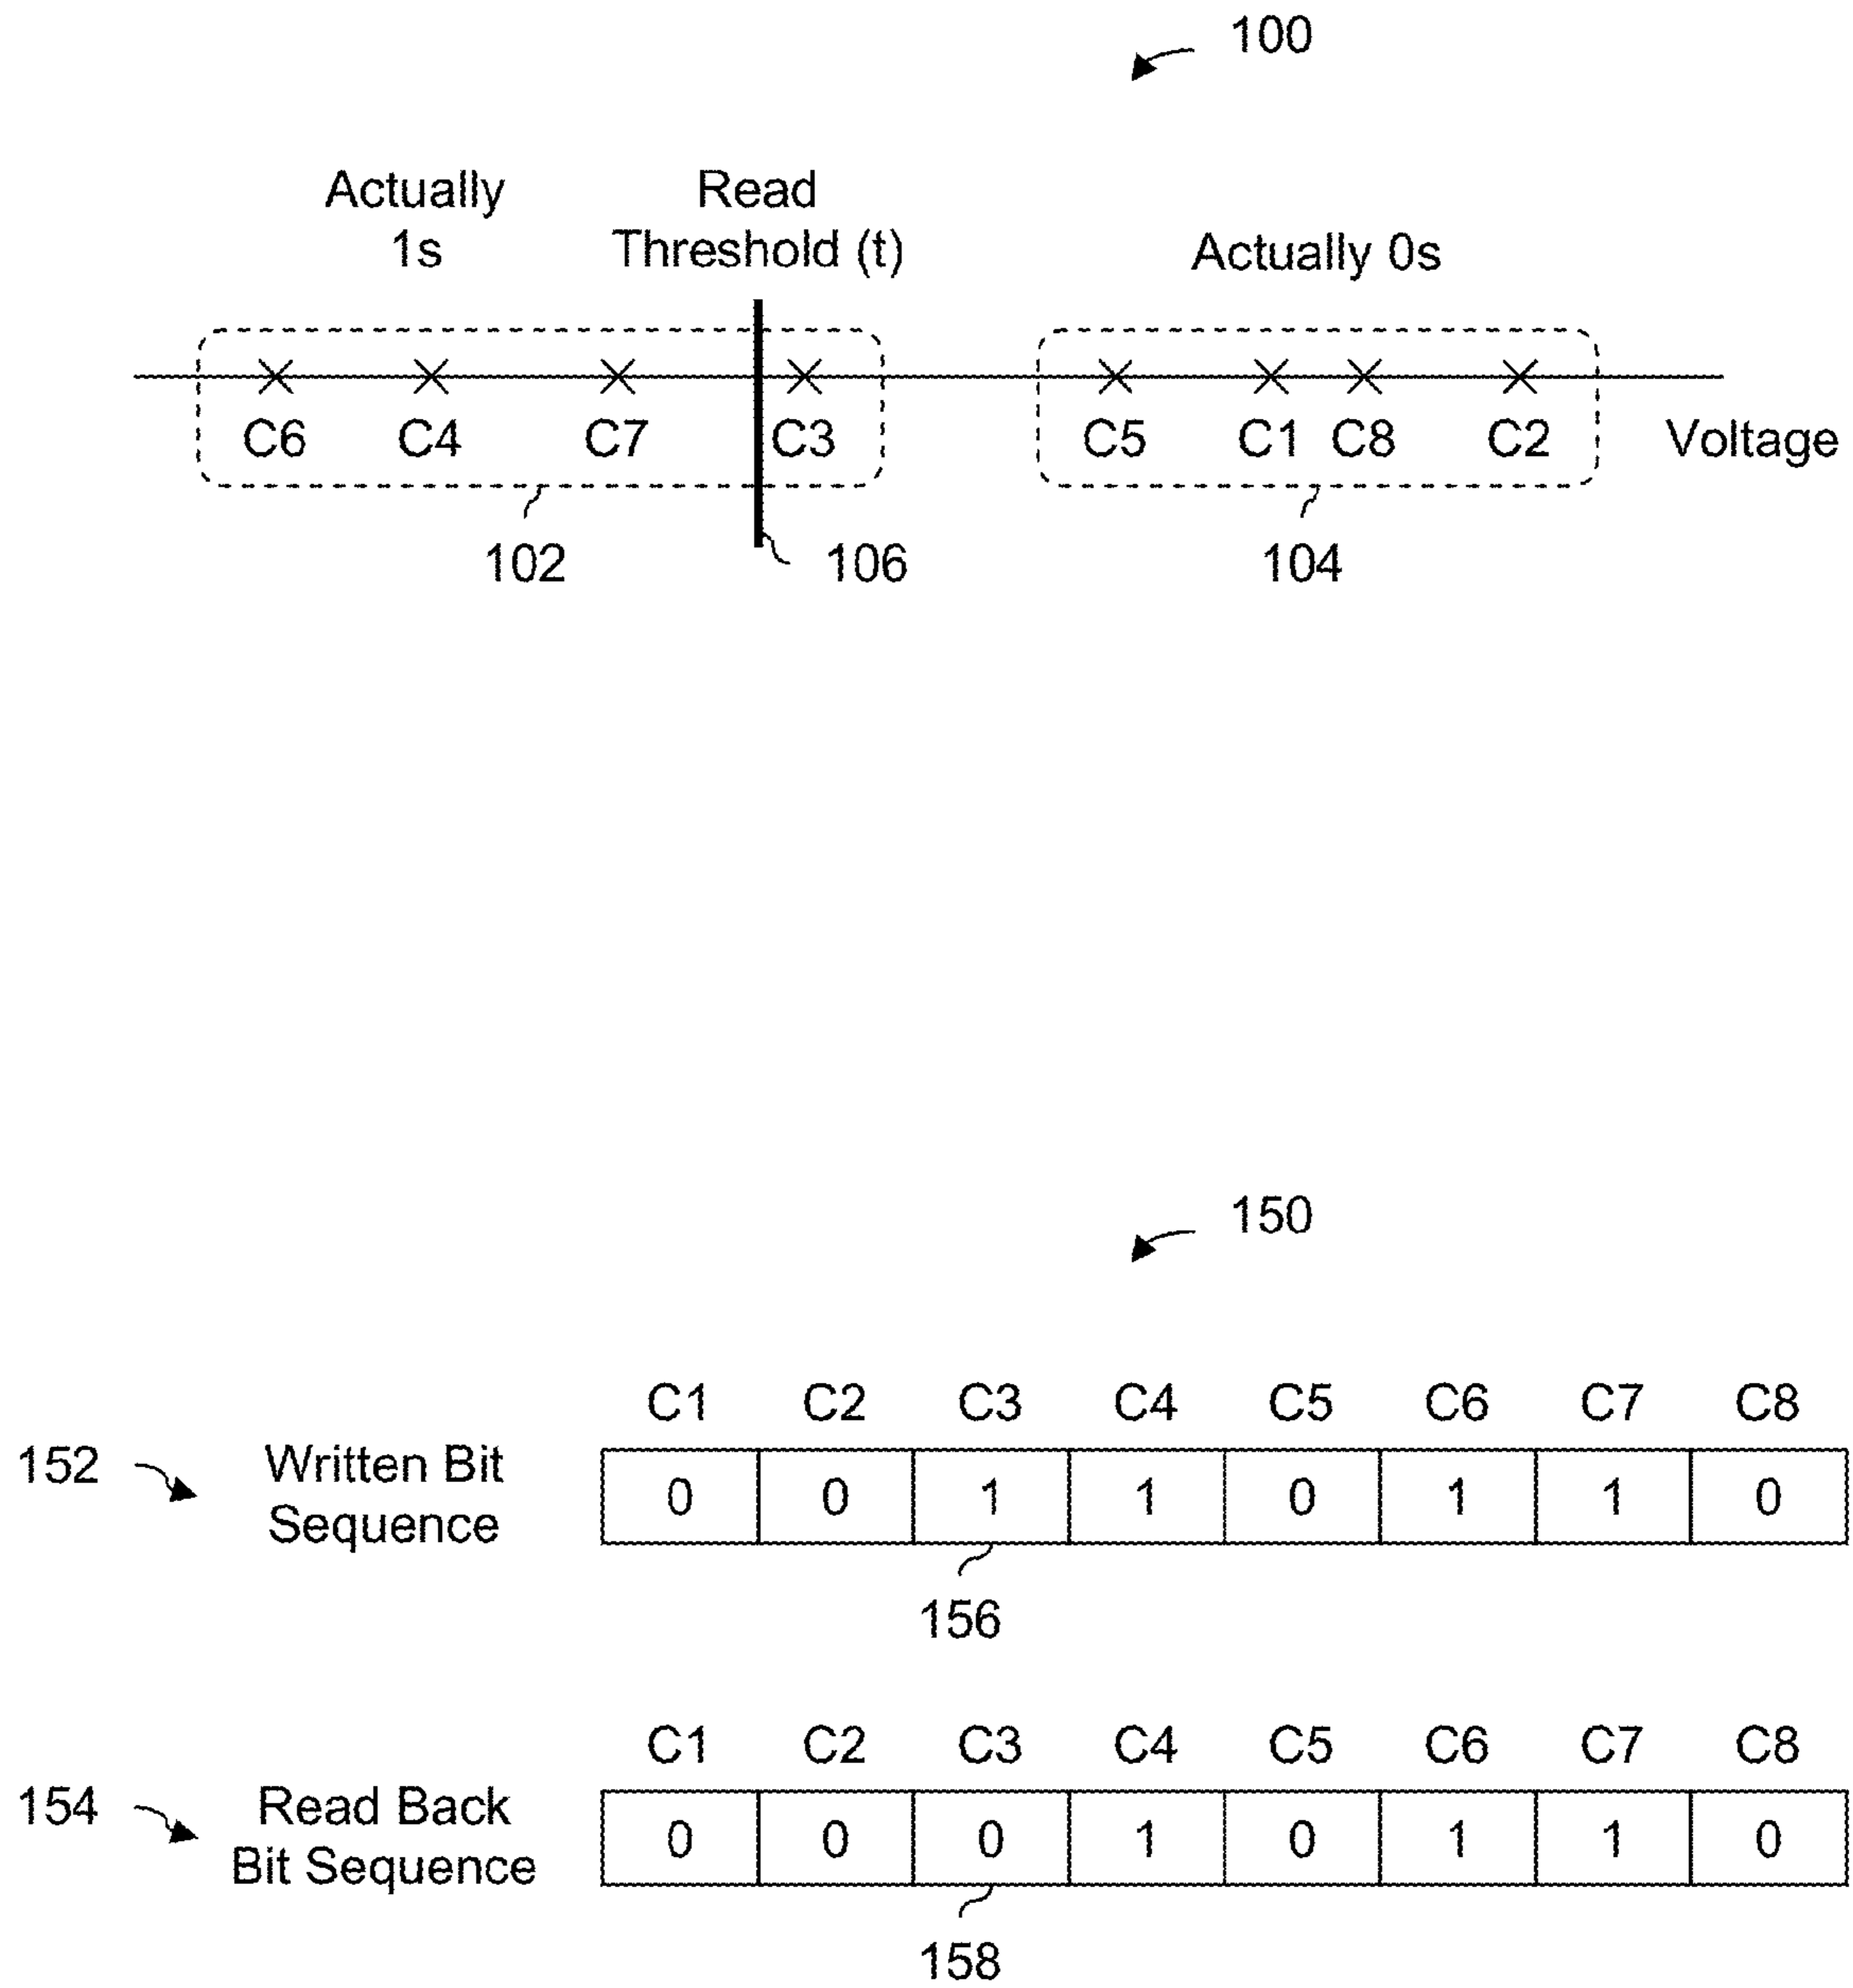 100
Actually
1s
Read
Threshold (t)
Actually 0s
C6 C4 C7 C3 C5 C1 C8 C2 Voltage
102 106 104
150
C1 C2 C3 C4 C5 C6 C7 C8
152 Written Bit
Sequence
0 0 1 1 0 1 1 0
156
C1 C2 C3 C4 C5 C6 C7 C8
154 Read Back
Bit Sequence
0 0 0 1 0 1 1 0
158